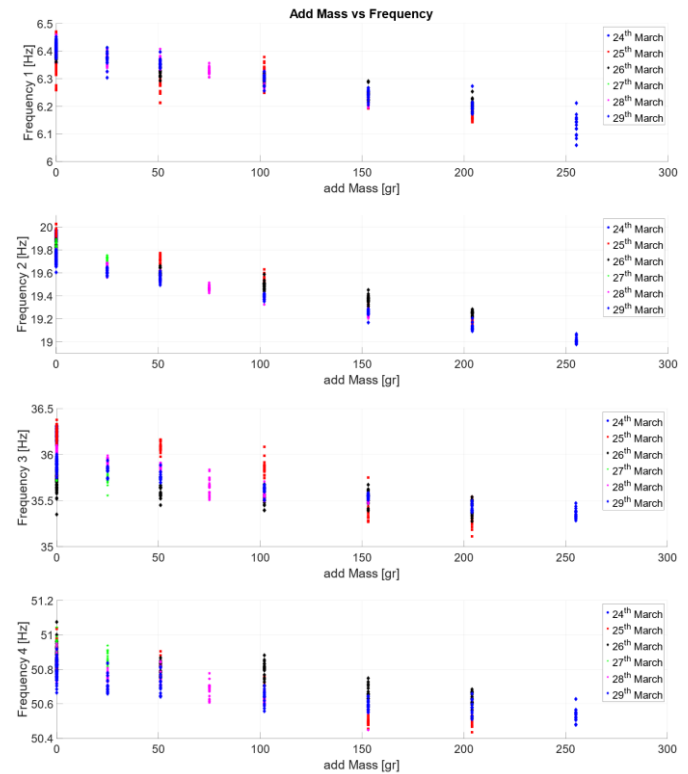 Add Mass vs Frequency
6.5
6.4
6.3
6.2
6.1
6
Frequency 1 [Hz]
0 50 100 150 200 250 300
add Mass [gr]
24th March
25th March
26th March
27th March
28th March
29th March
20
19.8
19.6
19.4
19.2
19
Frequency 2 [Hz]
0 50 100 150 200 250 300
add Mass [gr]
24th March
25th March
26th March
27th March
28th March
29th March
36.5
36
35.5
35
Frequency 3 [Hz]
0 50 100 150 200 250 300
add Mass [gr]
24th March
25th March
26th March
27th March
28th March
29th March
51.2
51
50.8
50.6
50.4
Frequency 4 [Hz]
0 50 100 150 200 250 300
add Mass [gr]
24th March
25th March
26th March
27th March
28th March
29th March